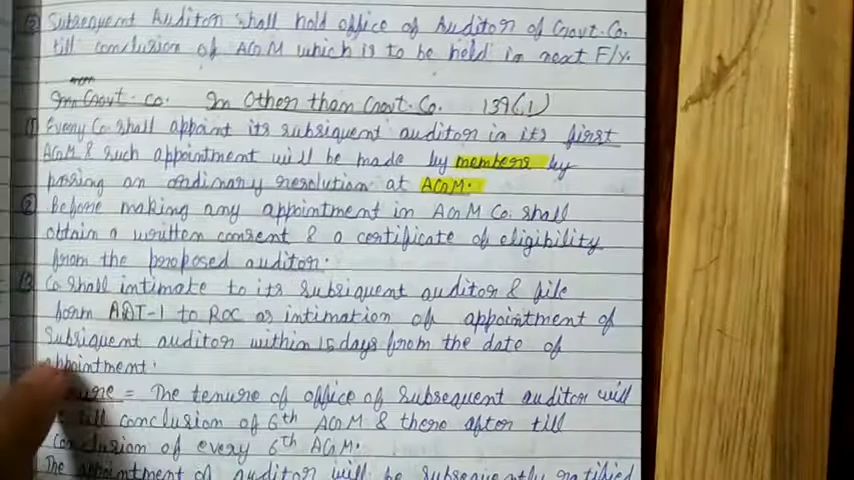 ⑤ Subsequent Auditor shall hold office of Auditor of Govt. Co.
till conclusion of AGM which is to be held in next F/y.
In Govt. co. In Other than Govt. Co. 139(1)
① Every Co shall appoint its subsiquent auditor in its first
AGM & such appointment will be made by members by
passing an ordinary resolution at AGM.
② Before making any appointment in AGM Co. shall
obtain a written consent & a certificate of eligibility
from the proposed auditor.
③ Co shall intimate to its subsiquent auditor & file
form ADT-1 to ROC as intimation of appointment of
Subsiquent auditor within 15 days from the date of
appointment.
= The tenure of office of subsequent auditor will
till conclusion of 6th AGM & there after till
conclusion of every 6th AGM.
The appointment of auditor will be subsequently ratified